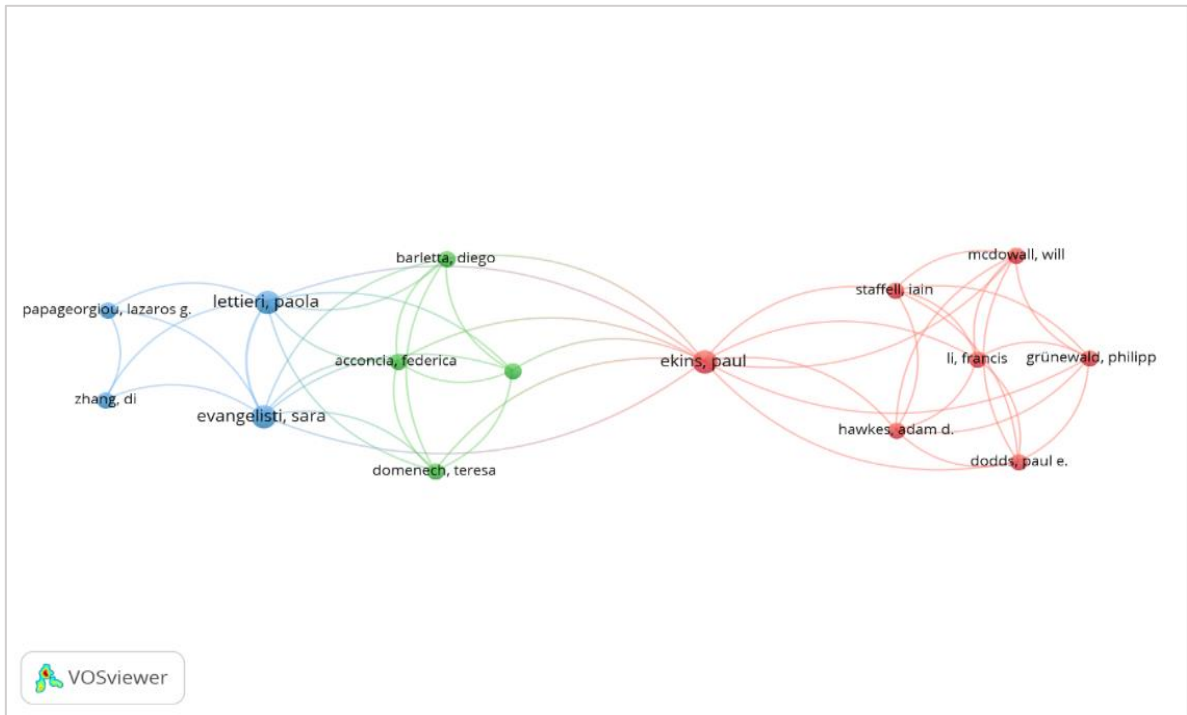 mcdowall, will
barletta, diego
staffell, iain
lettieri, paola
papageorgiou, lazaros g.
acconcia, federica
ekins, paul
li, francis
grünewald, philipp
zhang, di
evangelisti, sara
hawkes, adam d.
domenech, teresa
dodds, paul e.
VOSviewer